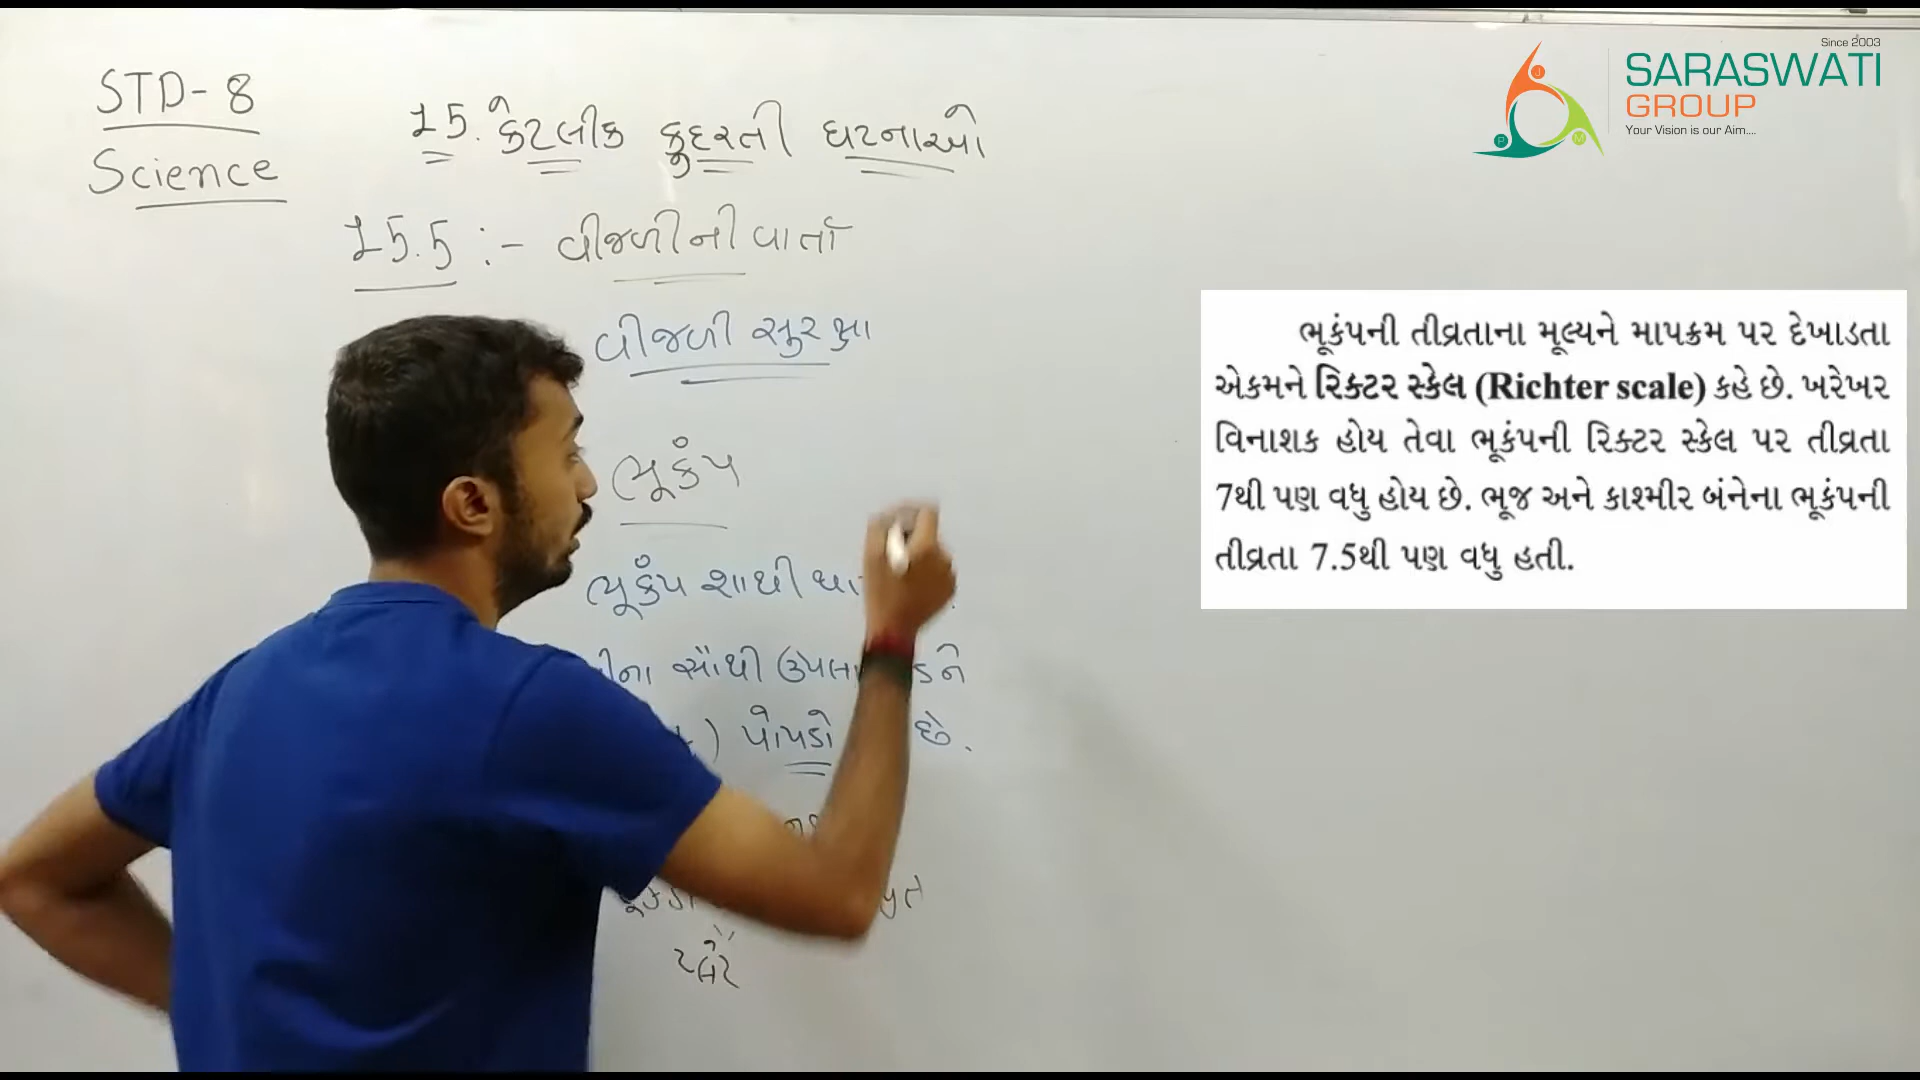 STD-8
Science
15. કેટલીક કુદરતી ઘટનાઓ
15.5 :- વીજળીની વાર્તા
વીજળી સુરક્ષા
ભૂકંપ
ભૂકંપ શાથી થા
સૌથી ઉપલા ને
) પોપડો છે.
પ્લેટ
Since 2003
SARASWATI
GROUP
Your Vision is our Aim....
J
P
M
ભૂકંપની તીવ્રતાના મૂલ્યને માપક્રમ પર દેખાડતા
એકમને રિક્ટર સ્કેલ (Richter scale) કહે છે. ખરેખર
વિનાશક હોય તેવા ભૂકંપની રિક્ટર સ્કેલ પર તીવ્રતા
7થી પણ વધુ હોય છે. ભૂજ અને કાશ્મીર બંનેના ભૂકંપની
તીવ્રતા 7.5થી પણ વધુ હતી.